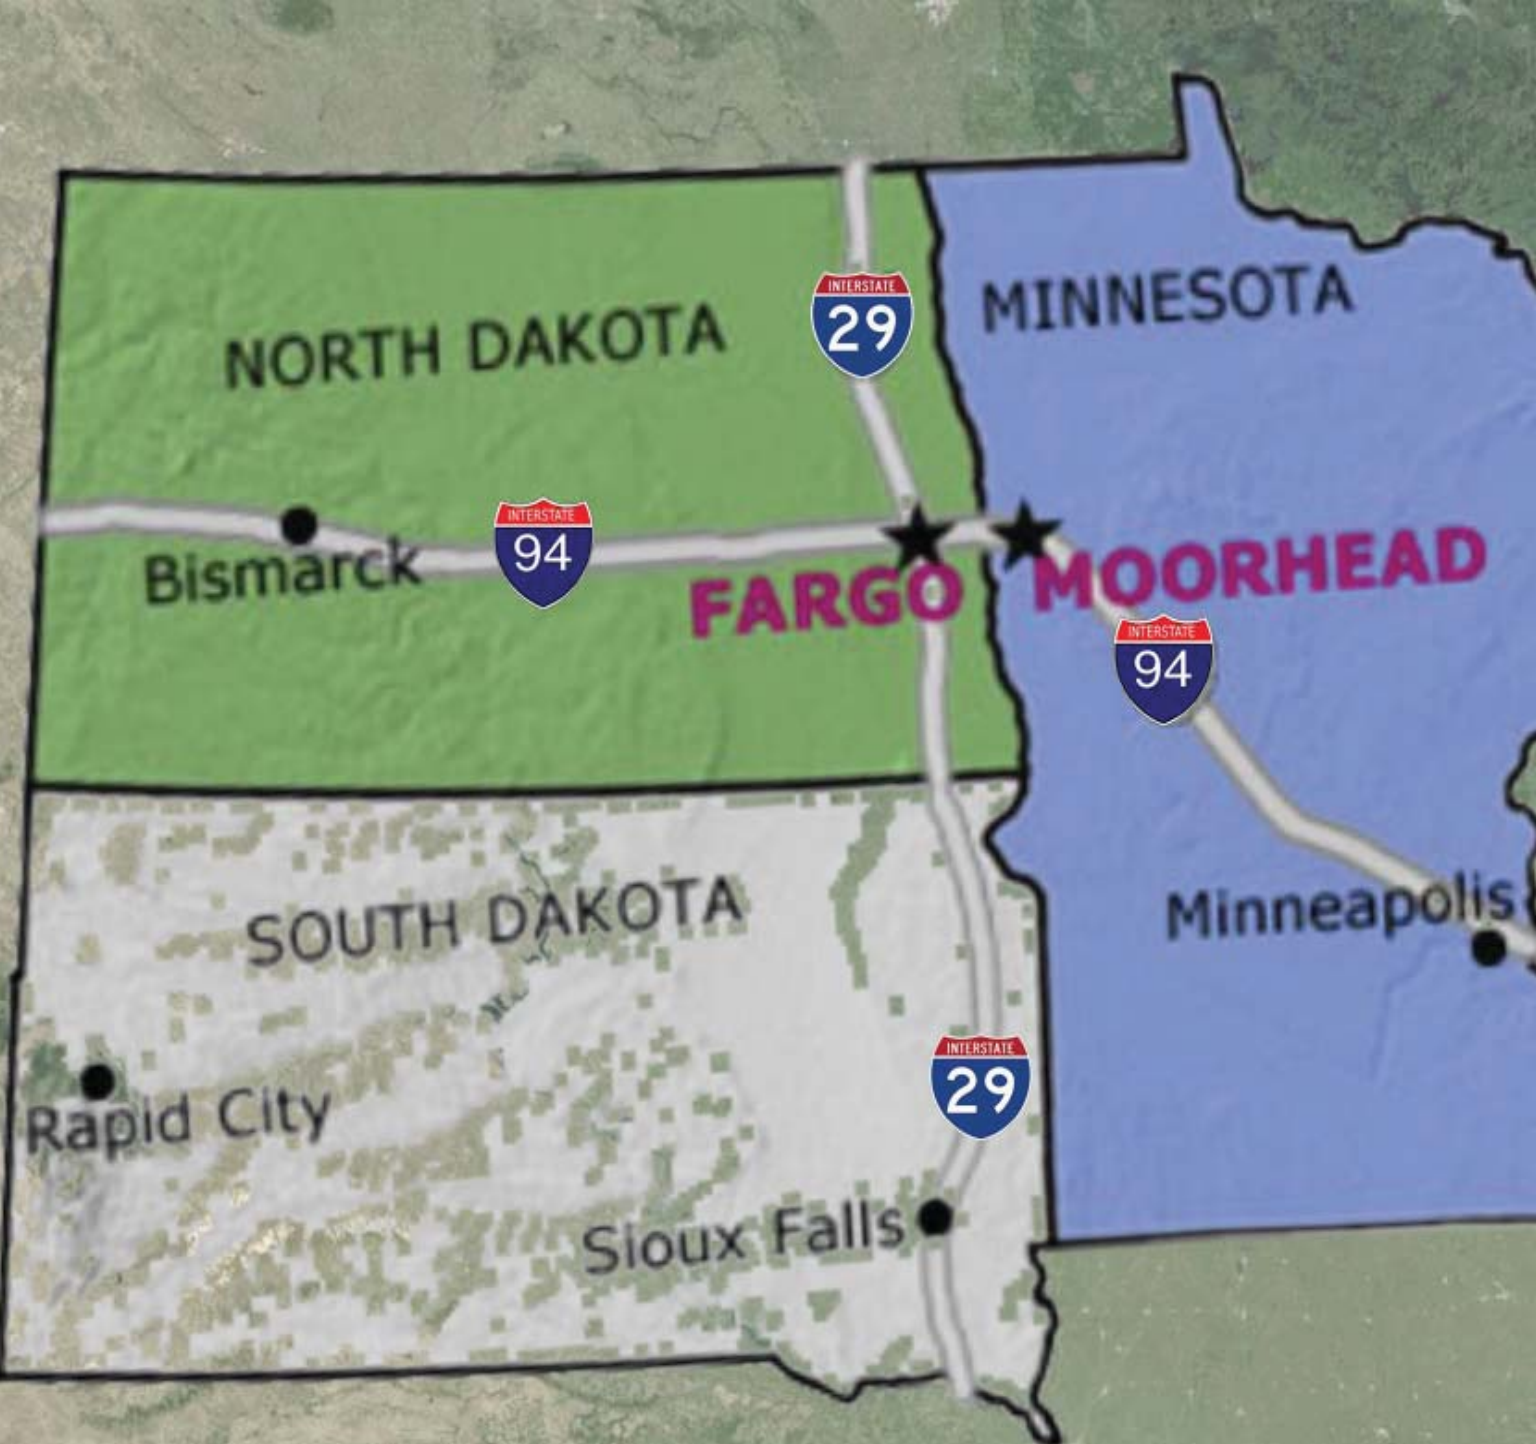 INTERSTATE
29
MINNESOTA
NORTH DAKOTA
INTERSTATE
94
Bismarck
FARGO
MOORHEAD
INTERSTATE
94
Minneapolis
SOUTH DAKOTA
INTERSTATE
29
Rapid City
Sioux Falls